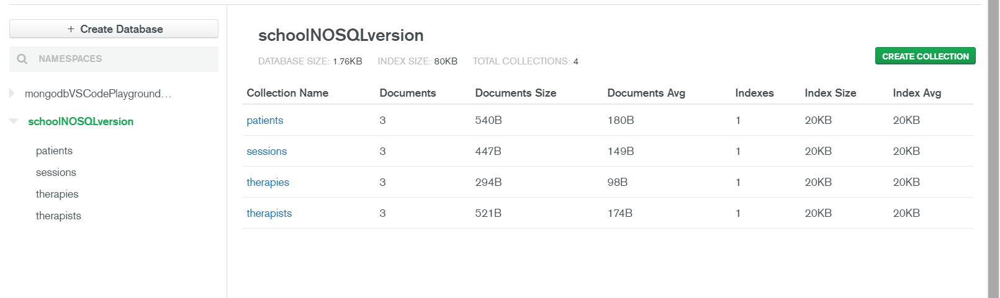 + Create Database
NAMESPACES
mongodbVSCodePlayground...
schoolNOSQLversion
patients
sessions
therapies
therapists
schoolNOSQLversion
DATABASE SIZE: 1.76KB INDEX SIZE: 80KB TOTAL COLLECTIONS: 4
CREATE COLLECTION
Collection Name Documents Documents Size Documents Avg Indexes Index Size Index Avg
patients 3 540B 180B 1 20KB 20KB
sessions 3 447B 149B 1 20KB 20KB
therapies 3 294B 98B 1 20KB 20KB
therapists 3 521B 174B 1 20KB 20KB